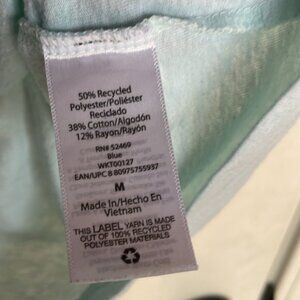 50% Recycled
Polyester/Poliéster
Reciclado
38% Cotton/Algodón
12% Rayon/Rayón
RN# 52469
Blue
WKT00127
EAN/UPC 8 80975755937
M
Made In/Hecho En
Vietnam
THIS LABEL YARN IS MADE
OUT OF 100% RECYCLED
POLYESTER MATERIALS